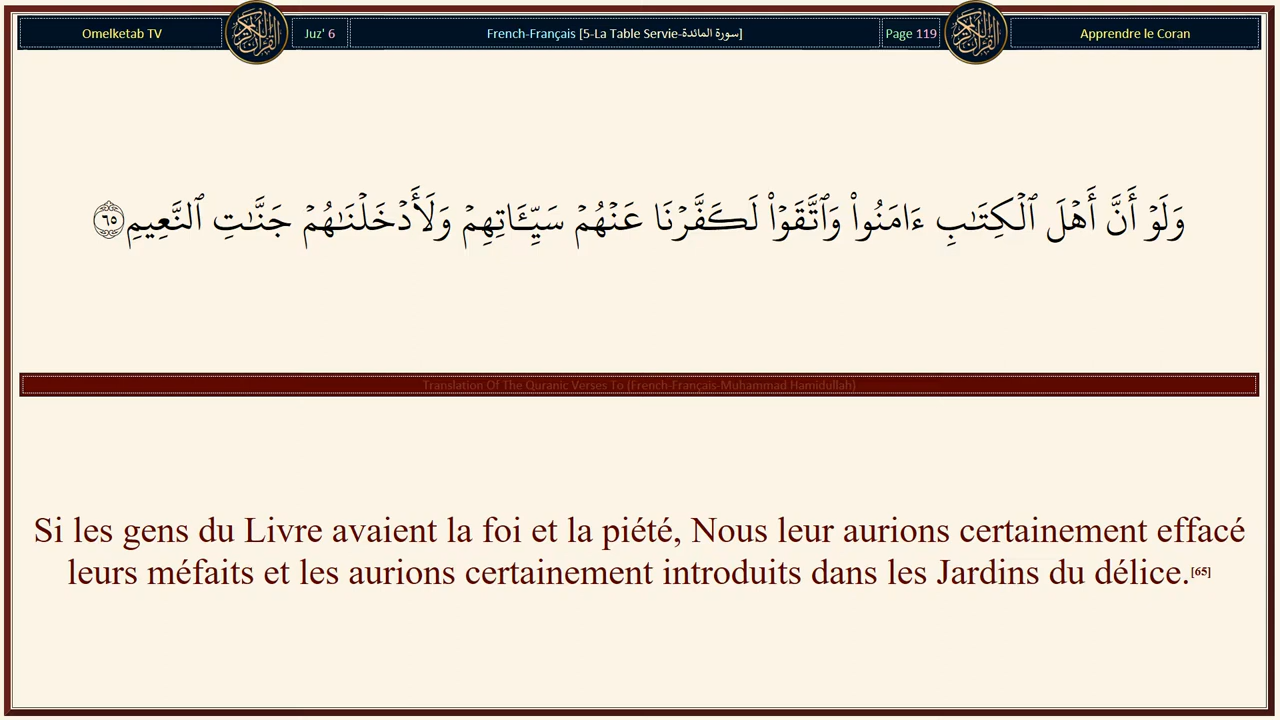 Omelketab TV
Juz' 6
French-Français [5-La Table Servie-سورة المائدة]
Page 119
Apprendre le Coran
وَلَوۡ أَنَّ أَهۡلَ ٱلۡكِتَٰبِ ءَامَنُواْ وَٱتَّقَوۡاْ لَكَفَّرۡنَا عَنۡهُمۡ سَيِّـَٔاتِهِمۡ وَلَأَدۡخَلۡنَٰهُمۡ جَنَّٰتِ ٱلنَّعِيمِ ٦٥
Translation Of The Quranic Verses To (French-Français-Muhammad Hamidullah)
Si les gens du Livre avaient la foi et la piété, Nous leur aurions certainement effacé
leurs méfaits et les aurions certainement introduits dans les Jardins du délice.[65]